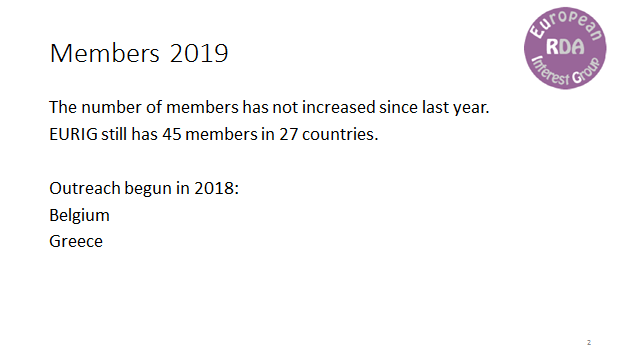 European
RDA
Interest Group
Members 2019
The number of members has not increased since last year.
EURIG still has 45 members in 27 countries.
Outreach begun in 2018:
Belgium
Greece
2